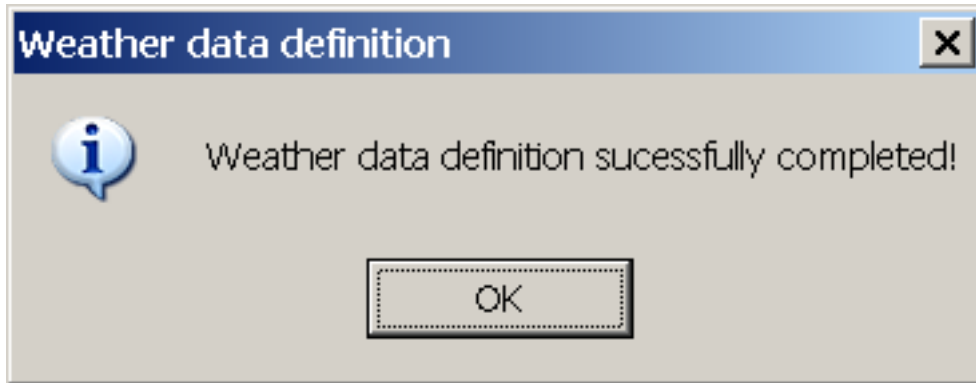 Weather data definition
Weather data definition sucessfully completed!
OK